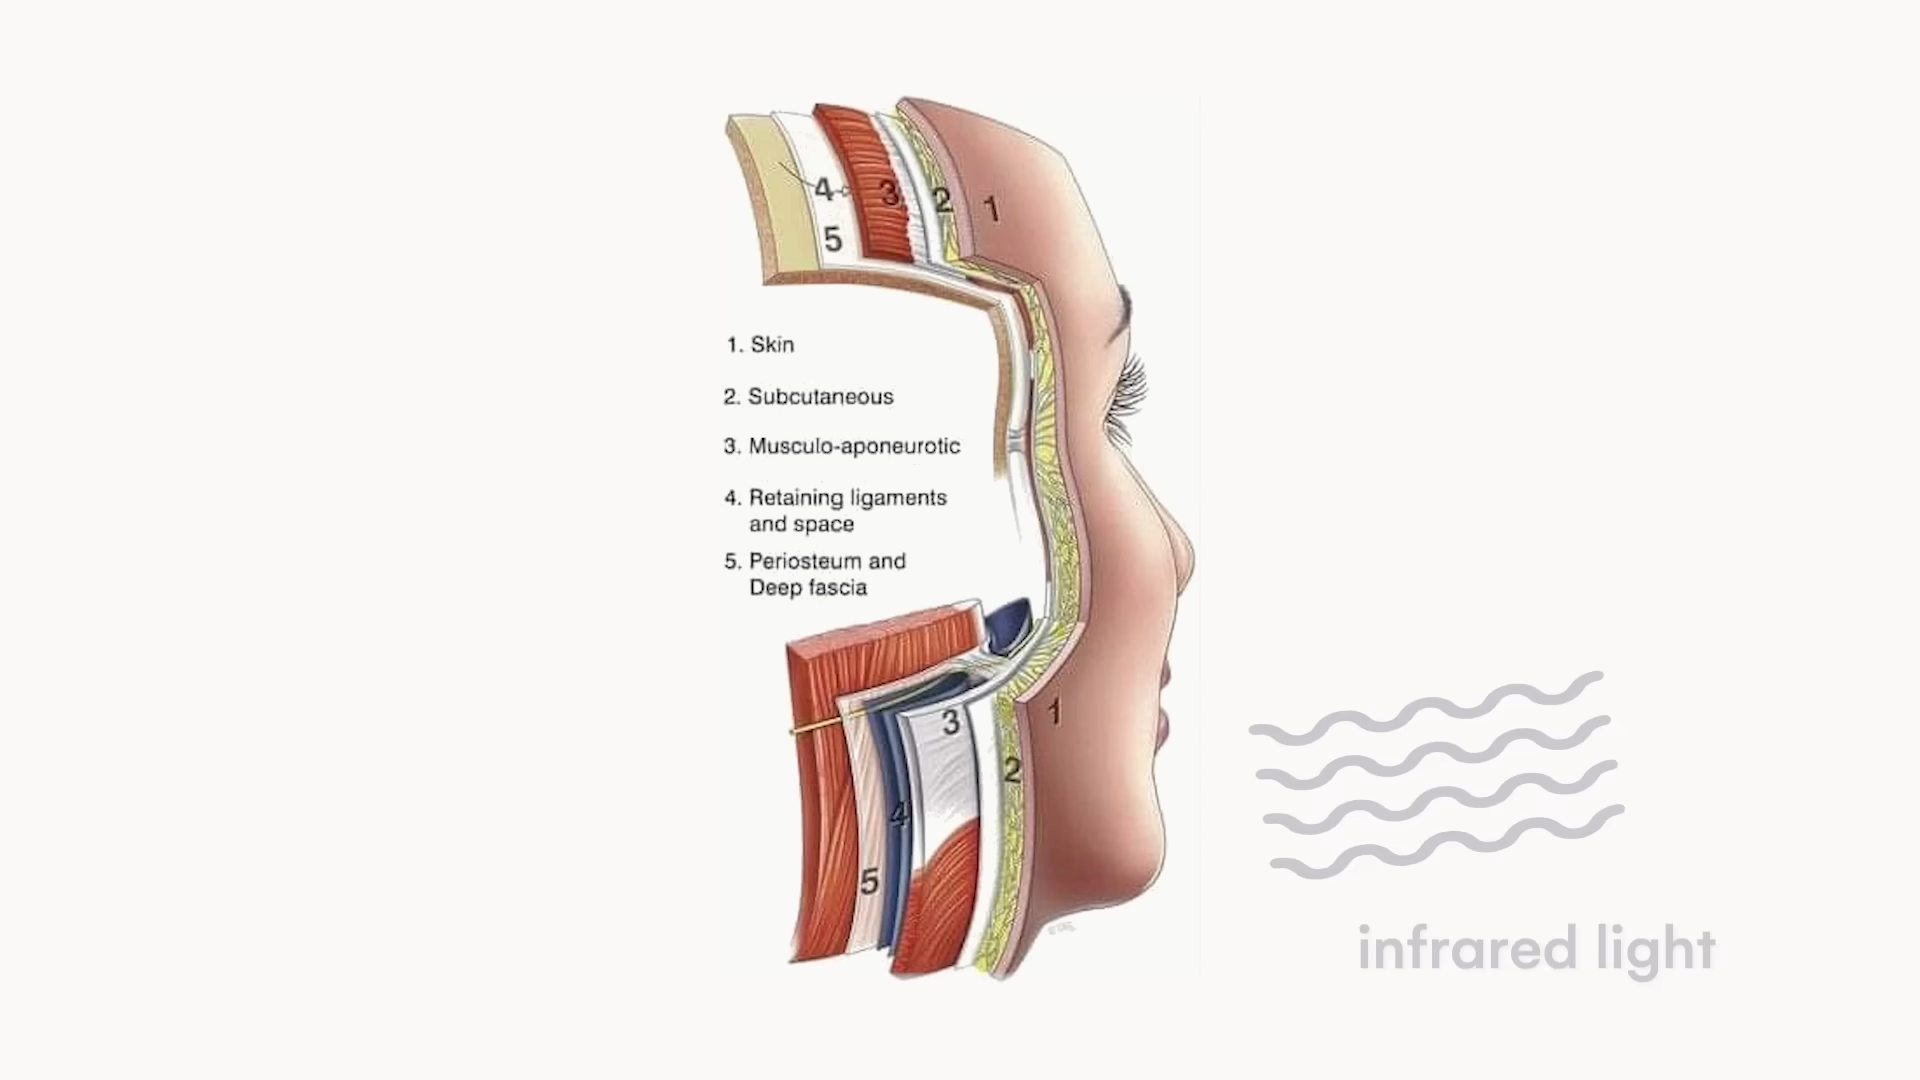 4
3
2
1
5
1. Skin
2. Subcutaneous
3. Musculo-aponeurotic
4. Retaining ligaments
and space
5. Periosteum and
Deep fascia
3
1
2
4
5
infrared light